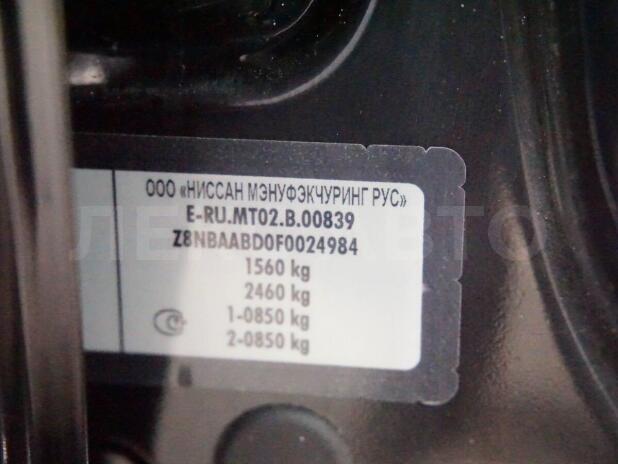 ООО «НИССАН МЭНУФЭКЧУРИНГ РУС»
E-RU.MT02.B.00839
Z8NBAABD0F0024984
1560 kg
2460 kg
1-0850 kg
2-0850 kg